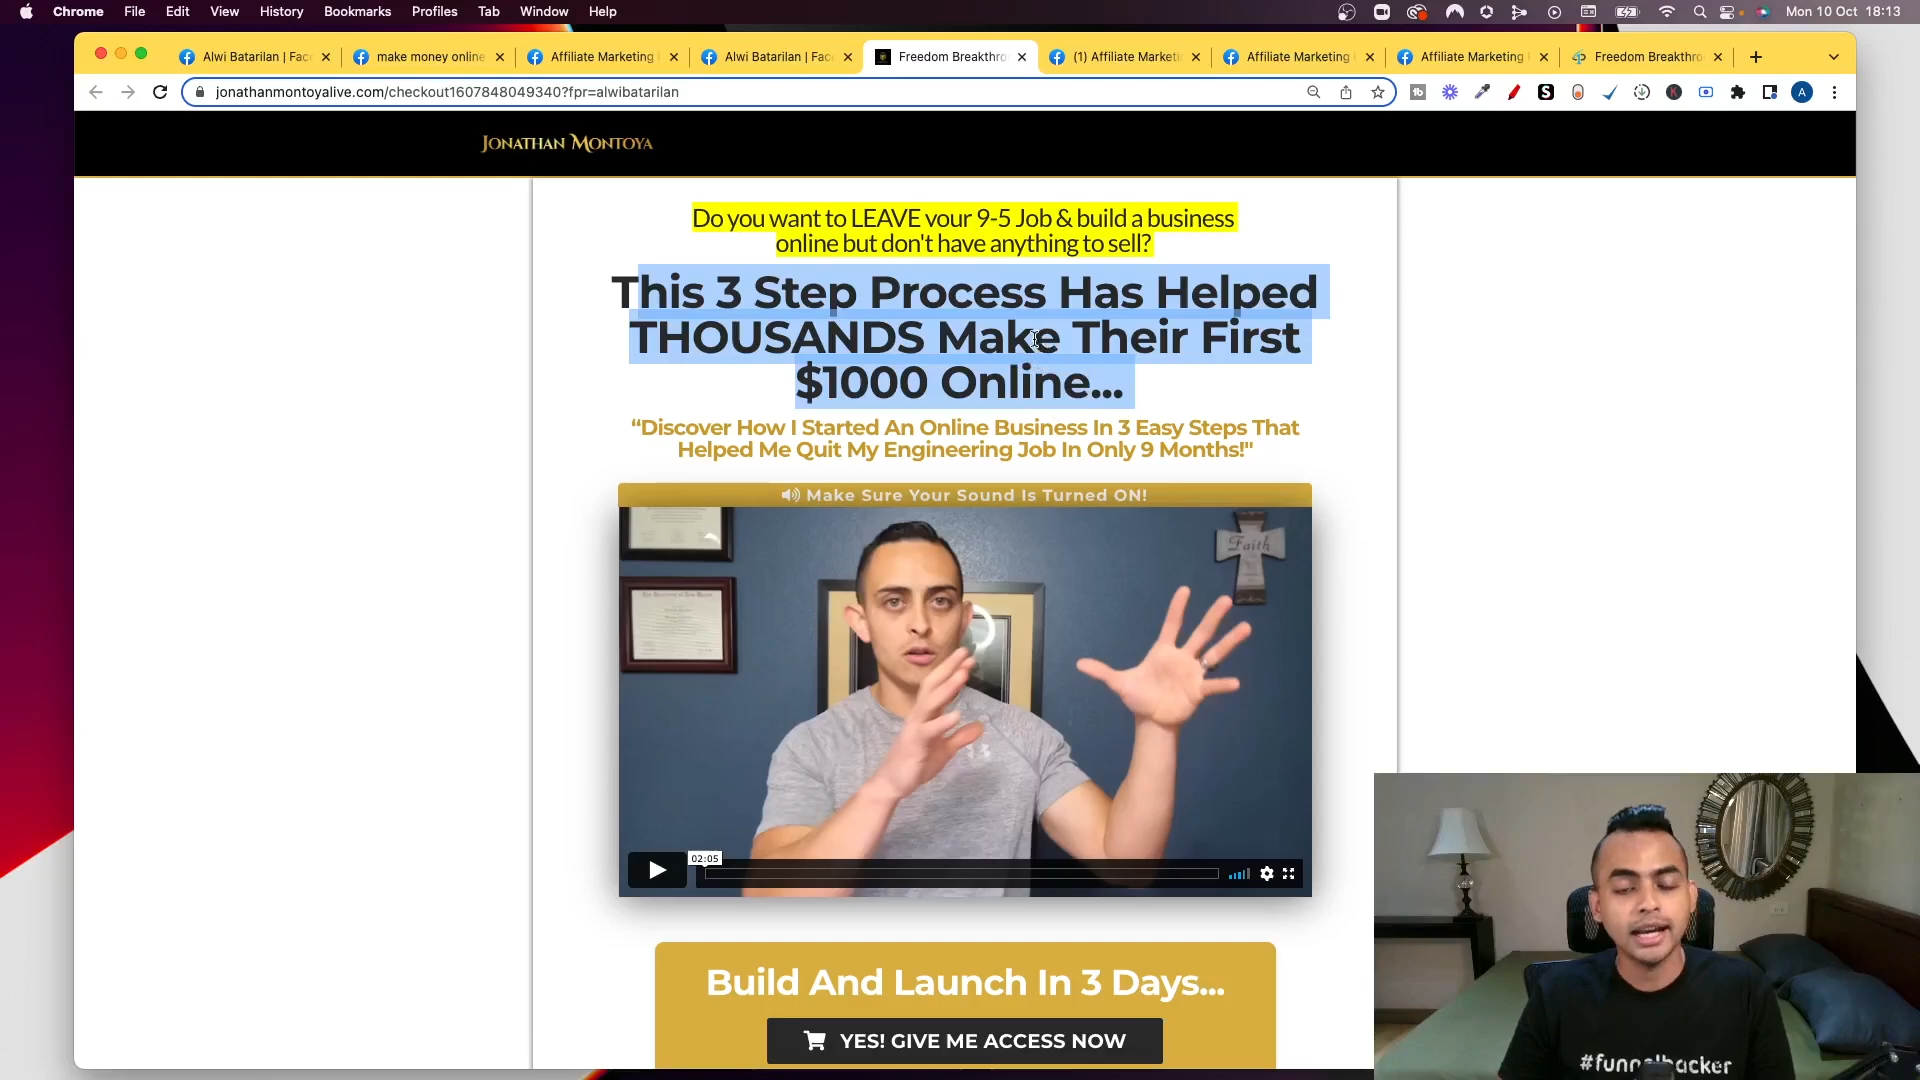 Chrome File Edit View History Bookmarks Profiles Tab Window Help Mon 10 Oct 18:13
Alwi Batarilan | Fac make money online Affiliate Marketing Alwi Batarilan | Fac Freedom Breakthro (1) Affiliate Marketi Affiliate Marketing Affiliate Marketing Freedom Breakthro
jonathanmontoyalive.com/checkout1607848049340?fpr=alwibatarilan
JONATHAN MONTOYA
Do you want to LEAVE your 9-5 Job & build a business
online but don't have anything to sell?
This 3 Step Process Has Helped
THOUSANDS Make Their First
$1000 Online...
“Discover How I Started An Online Business In 3 Easy Steps That
Helped Me Quit My Engineering Job In Only 9 Months!"
Make Sure Your Sound Is Turned ON!
Faith
02:05
Build And Launch In 3 Days...
YES! GIVE ME ACCESS NOW
#funnelhacker